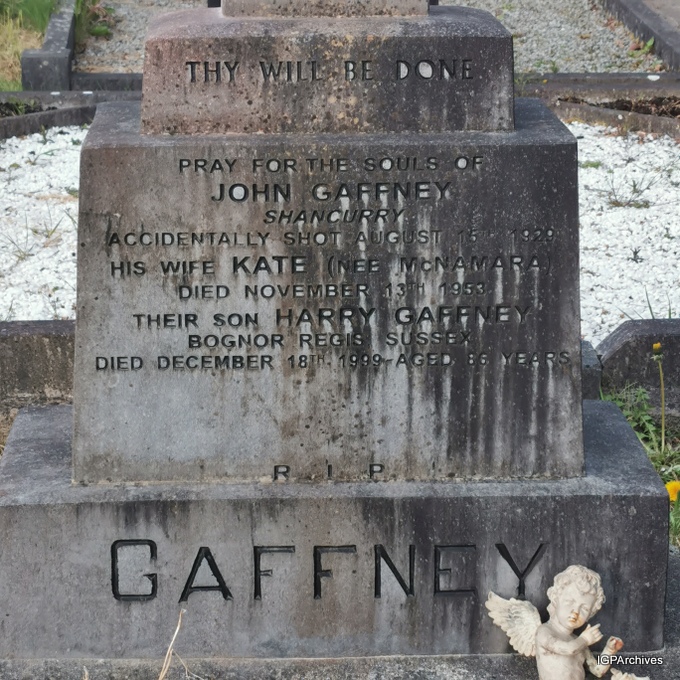 THY WILL BE DONE
PRAY FOR THE SOULS OF
JOHN GAFFNEY
SHANCURRY
ACCIDENTALLY SHOT AUGUST 15TH 1929
HIS WIFE KATE (NEE McNAMARA)
DIED NOVEMBER 13TH 1953
THEIR SON HARRY GAFFNEY
BOGNOR REGIS SUSSEX
DIED DECEMBER 18TH 1999 AGED 86 YEARS
R I P
GAFFNEY
IGPArchives